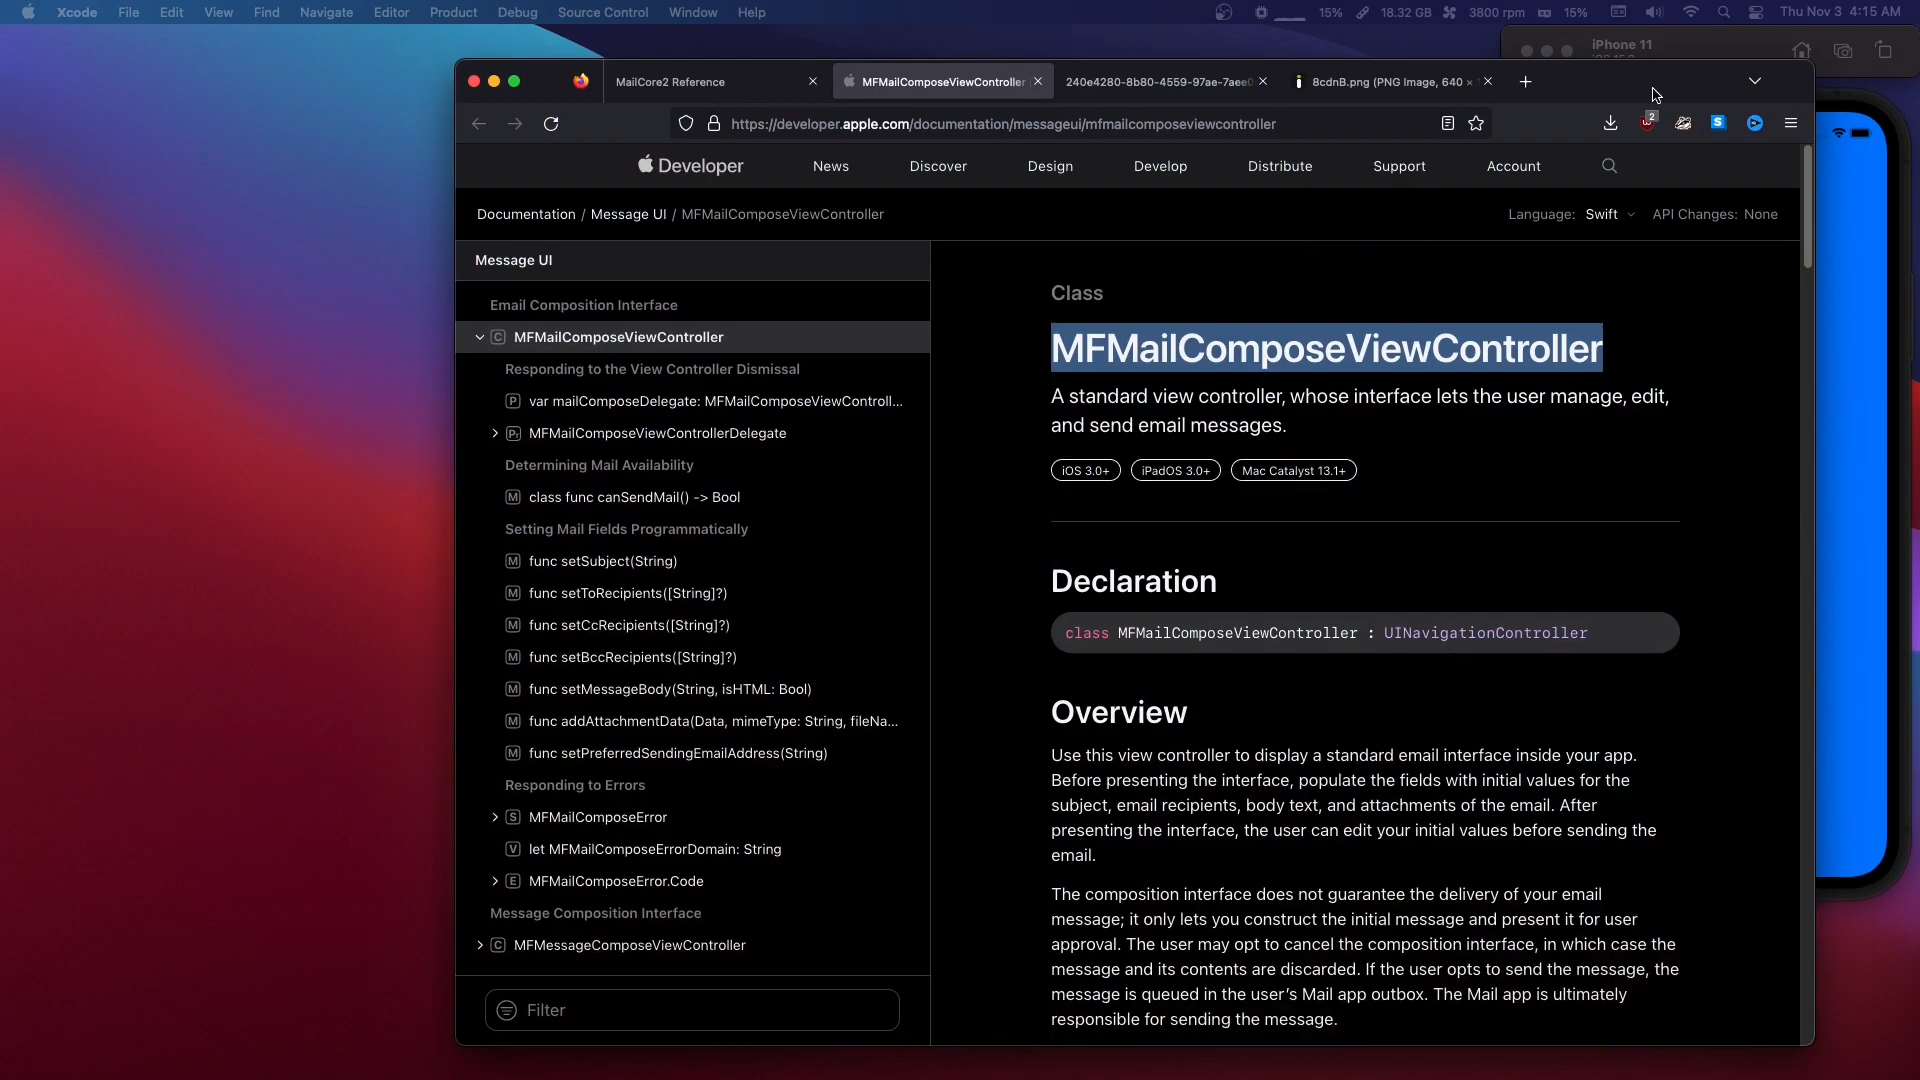 Xcode File Edit View Find Navigate Editor Product Debug Source Control Window Help 15% 18.32 GB 3800 rpm 15% Thu Nov 3 4:15 AM
iPhone 11
MailCore2 Reference MFMailComposeViewController 240e4280-8b80-4559-97ae-7aee0 8cdnB.png (PNG Image, 640 ×
https://developer.apple.com/documentation/messageui/mfmailcomposeviewcontroller 2 S
Developer News Discover Design Develop Distribute Support Account
Documentation / Message UI / MFMailComposeViewController Language: Swift API Changes: None
Message UI
Email Composition Interface
C MFMailComposeViewController
Responding to the View Controller Dismissal
P var mailComposeDelegate: MFMailComposeViewControll...
Pr MFMailComposeViewControllerDelegate
Determining Mail Availability
M class func canSendMail() -> Bool
Setting Mail Fields Programmatically
M func setSubject(String)
M func setToRecipients([String]?)
M func setCcRecipients([String]?)
M func setBccRecipients([String]?)
M func setMessageBody(String, isHTML: Bool)
M func addAttachmentData(Data, mimeType: String, fileNa...
M func setPreferredSendingEmailAddress(String)
Responding to Errors
S MFMailComposeError
V let MFMailComposeErrorDomain: String
E MFMailComposeError.Code
Message Composition Interface
C MFMessageComposeViewController
Filter
Class
MFMailComposeViewController
A standard view controller, whose interface lets the user manage, edit,
and send email messages.
iOS 3.0+ iPadOS 3.0+ Mac Catalyst 13.1+
Declaration
class MFMailComposeViewController : UINavigationController
Overview
Use this view controller to display a standard email interface inside your app.
Before presenting the interface, populate the fields with initial values for the
subject, email recipients, body text, and attachments of the email. After
presenting the interface, the user can edit your initial values before sending the
email.
The composition interface does not guarantee the delivery of your email
message; it only lets you construct the initial message and present it for user
approval. The user may opt to cancel the composition interface, in which case the
message and its contents are discarded. If the user opts to send the message, the
message is queued in the user’s Mail app outbox. The Mail app is ultimately
responsible for sending the message.